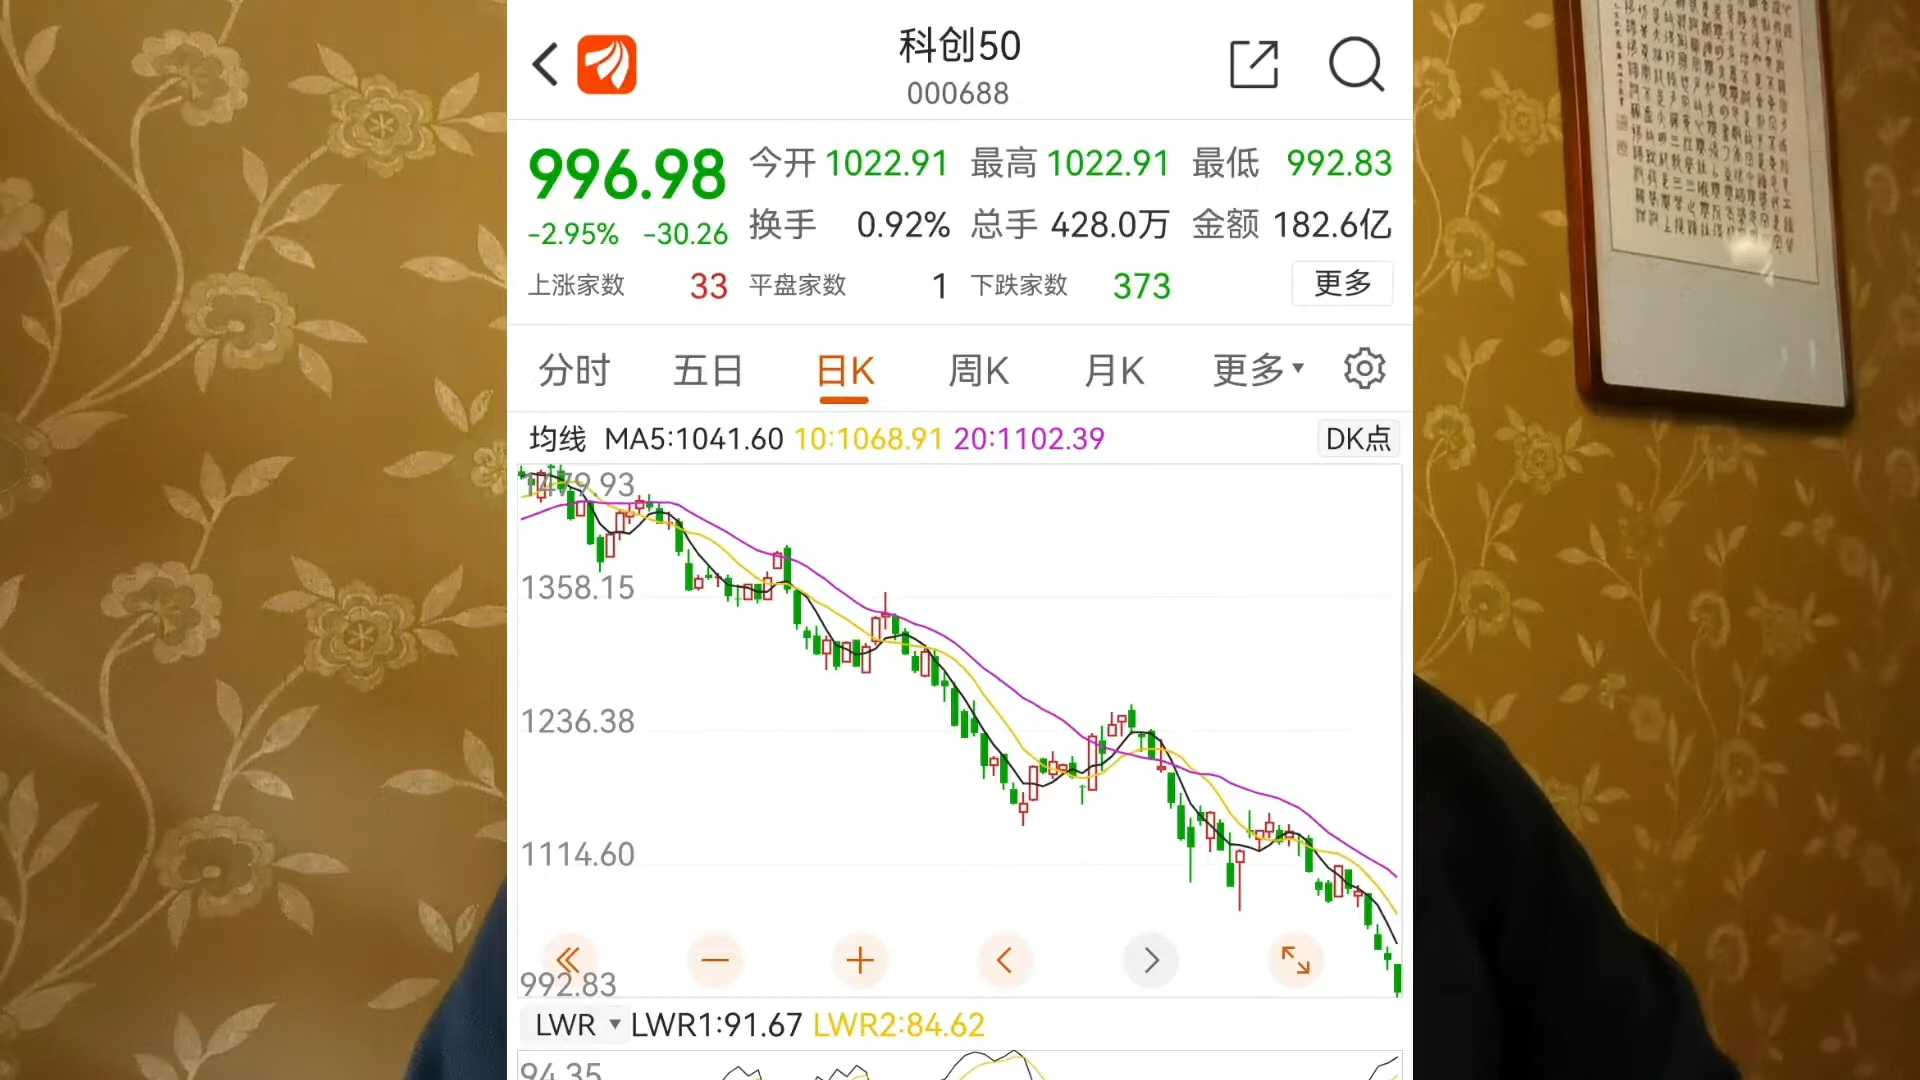 科创50
000688
996.98
今开 1022.91 最高 1022.91 最低 992.83
-2.95% -30.26
换手 0.92% 总手 428.0万 金额 182.6亿
上涨家数 33 平盘家数 1 下跌家数 373 更多
分时 五日 日K 周K 月K 更多
均线 MA5:1041.60 10:1068.91 20:1102.39 DK点
1479.93
1358.15
1236.38
1114.60
992.83
LWR LWR1:91.67 LWR2:84.62
94.35